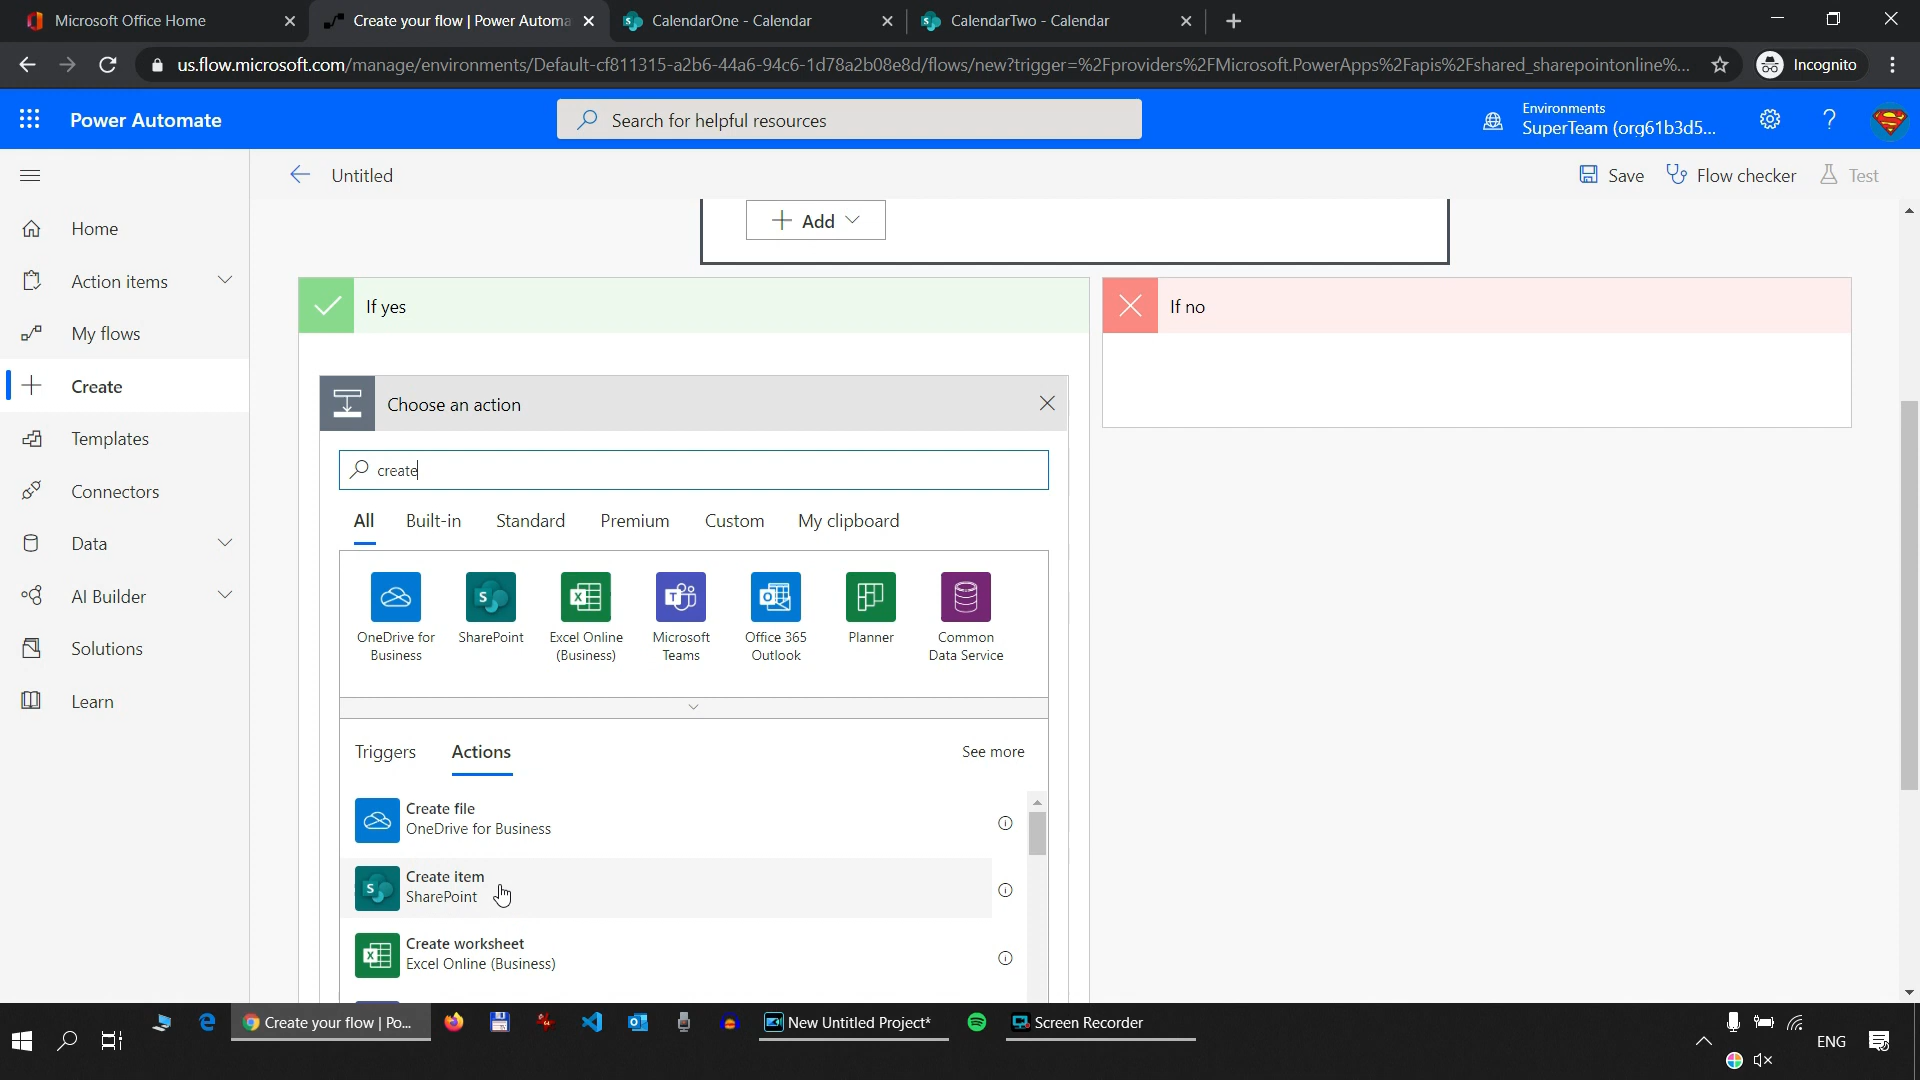 Microsoft Office Home
Create your flow | Power Automa
CalendarOne - Calendar
CalendarTwo - Calendar
us.flow.microsoft.com/manage/environments/Default-cf811315-a2b6-44a6-94c6-1d78a2b08e8d/flows/new?trigger=%2Fproviders%2FMicrosoft.PowerApps%2Fapis%2Fshared_sharepointonline%...
Incognito
Power Automate
Search for helpful resources
Environments
SuperTeam (org61b3d5...
Untitled
Save
Flow checker
Test
Home
Action items
My flows
Create
Templates
Connectors
Data
AI Builder
Solutions
Learn
Add
If yes
If no
Choose an action
create
All
Built-in
Standard
Premium
Custom
My clipboard
OneDrive for
Business
SharePoint
Excel Online
(Business)
Microsoft
Teams
Office 365
Outlook
Planner
Common
Data Service
Triggers
Actions
See more
Create file
OneDrive for Business
Create item
SharePoint
Create worksheet
Excel Online (Business)
Create your flow | Po...
New Untitled Project*
Screen Recorder
ENG